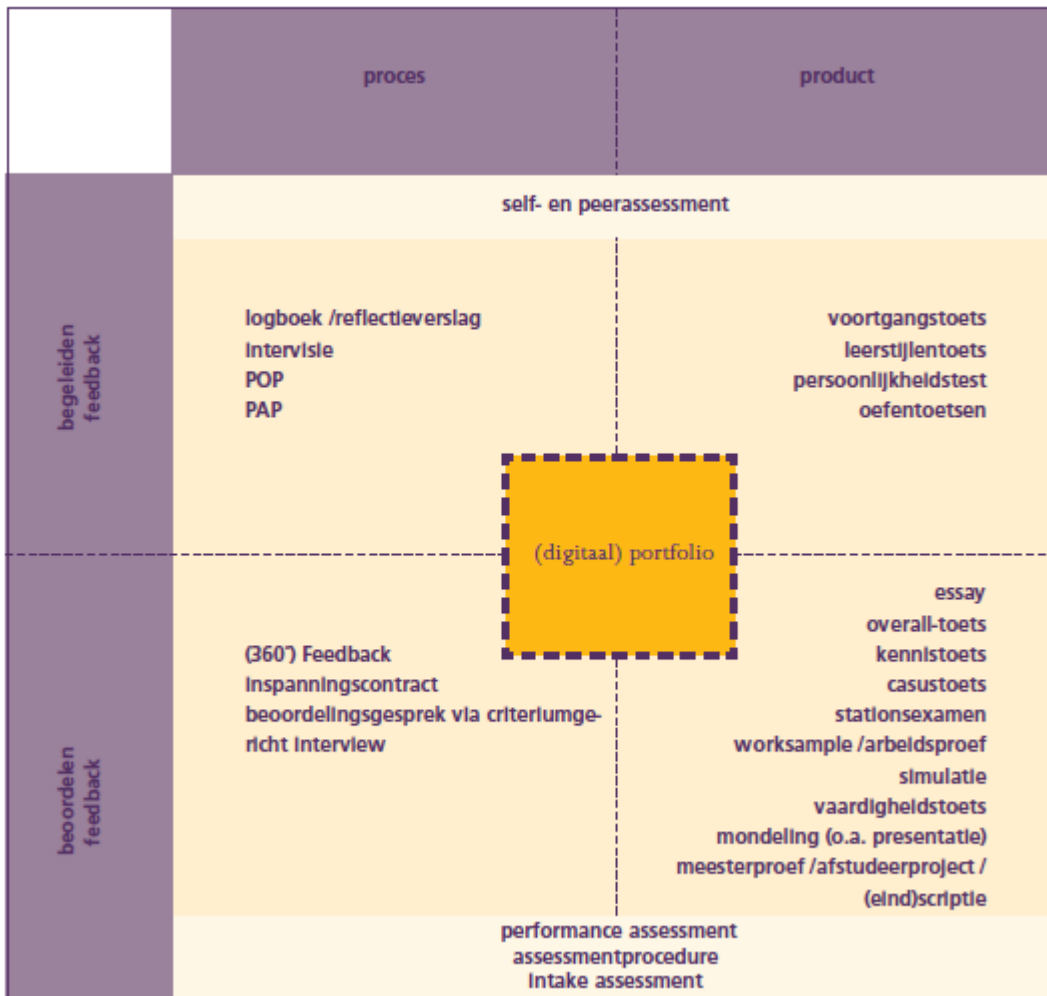 proces
product
self- en peerassessment
begeleiden
feedback
logboek /reflectieverslag
intervisie
POP
PAP
voortgangstoets
leerstijlentoets
persoonlijkheidstest
oefentoetsen
(digitaal) portfolio
beoordelen
feedback
(360°) Feedback
inspanningscontract
beoordelingsgesprek via criteriumge-
richt interview
essay
overall-toets
kennistoets
casustoets
stationsexamen
worksample /arbeidsproef
simulatie
vaardigheidstoets
mondeling (o.a. presentatie)
meesterproef /afstudeerproject /
(eind)scriptie
performance assessment
assessmentprocedure
intake assessment